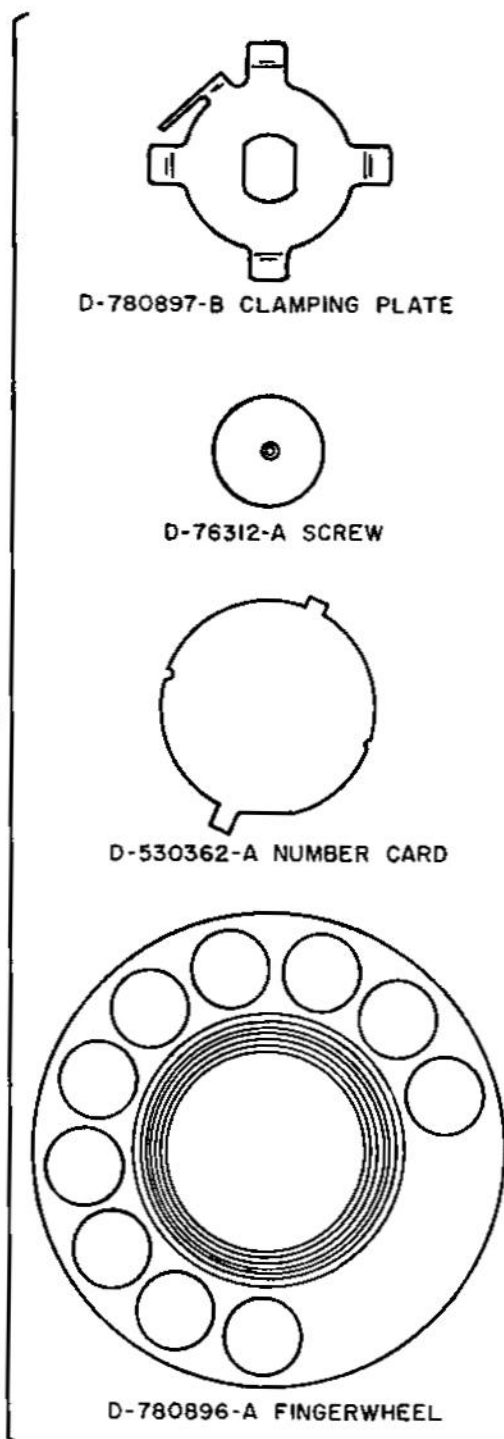 D-780897-B CLAMPING PLATE
D-76312-A SCREW
D-530362-A NUMBER CARD
D-780896-A FINGERWHEEL